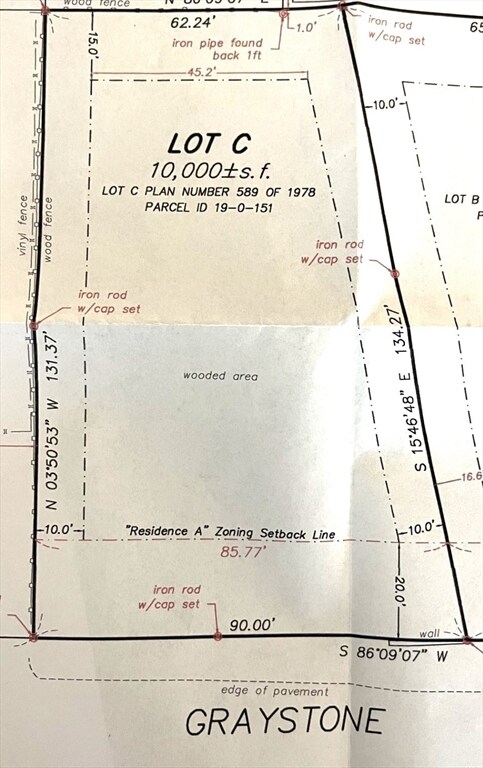 wood fence
62.24'
iron pipe found
back 1ft
1.0'
iron rod
w/cap set
65
15.0'
45.2'
10.0'
LOT C
10,000±s.f.
LOT C PLAN NUMBER 589 OF 1978
PARCEL ID 19-0-151
LOT B
P
vinyl fence
wood fence
iron rod
w/cap set
iron rod
w/cap set
wooded area
N 03°50'53" W 131.37'
S 15°46'48" E 134.27'
16.6
10.0'
"Residence A" Zoning Setback Line
10.0'
85.77'
20.0'
iron rod
w/cap set
90.00'
wall
S 86°09'07" W
edge of pavement
GRAYSTONE